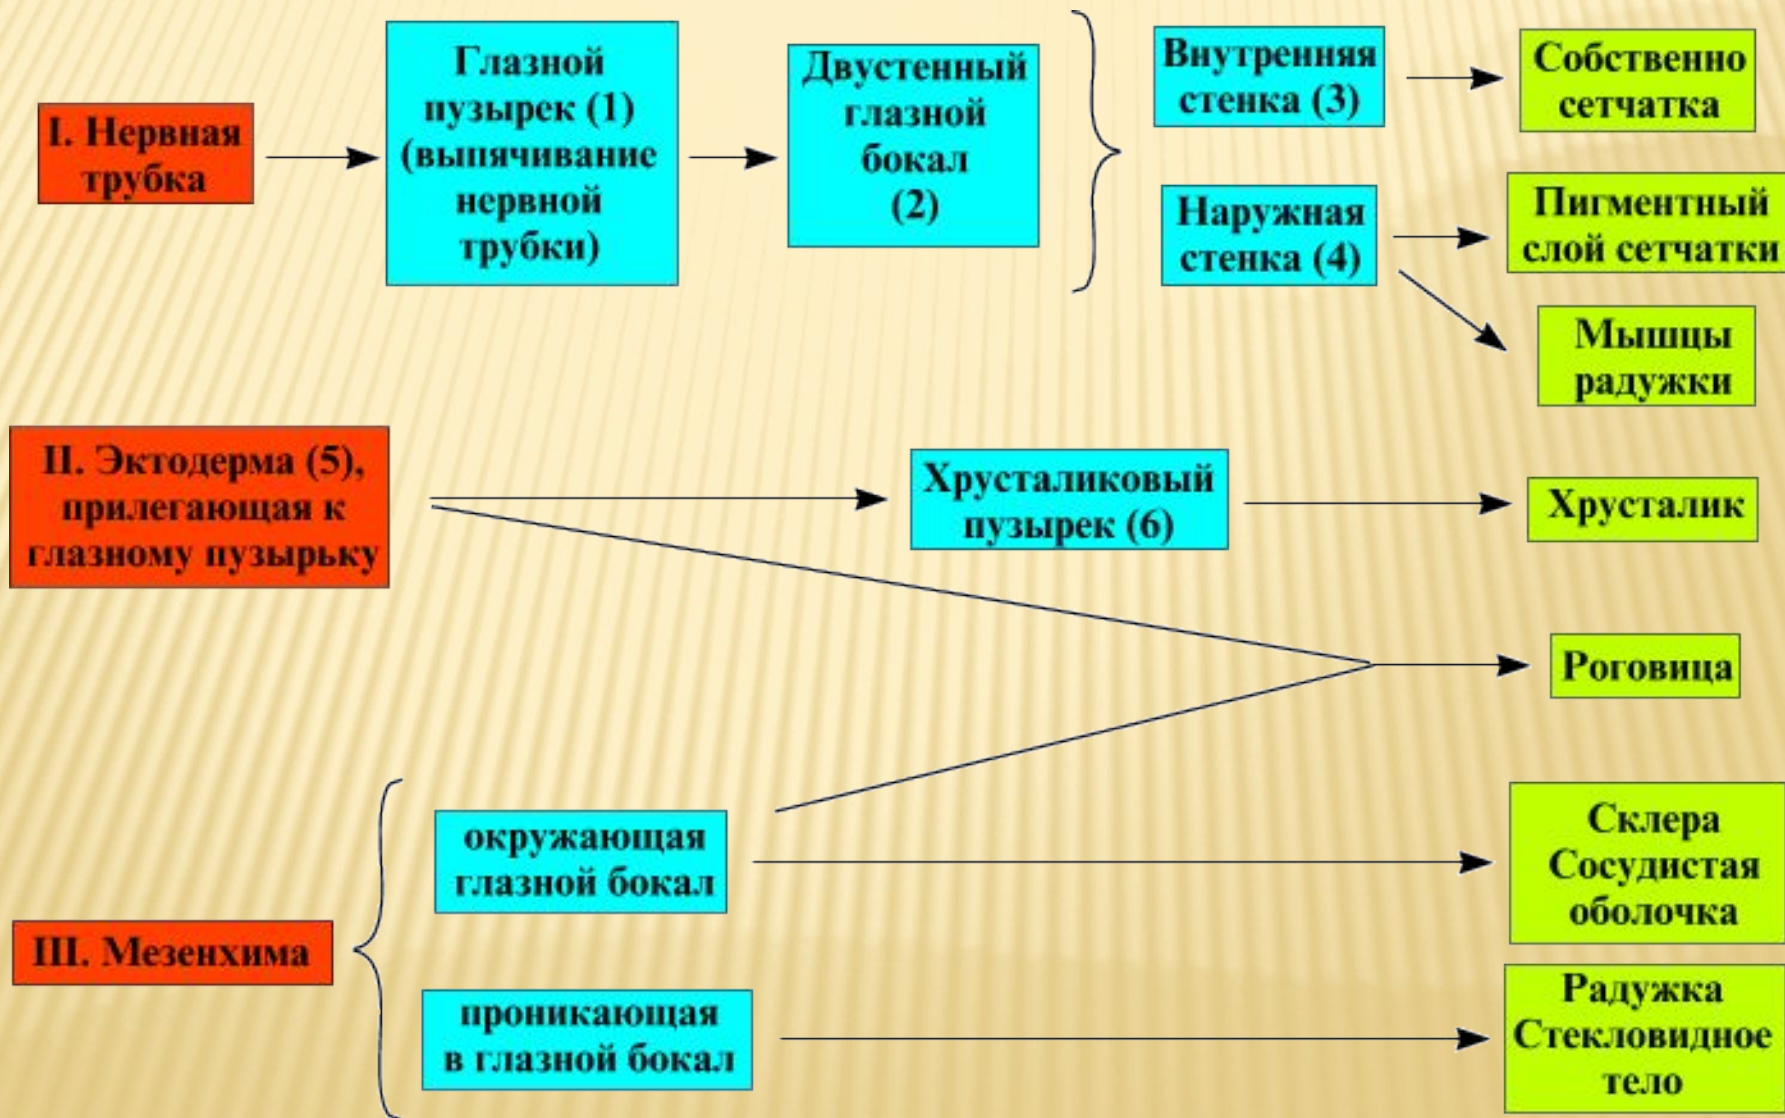 I. Нервная
трубка
Глазной
пузырек (1)
(выпячивание
нервной
трубки)
Двустенный
глазной
бокал
(2)
Внутренняя
стенка (3)
Собственно
сетчатка
Наружная
стенка (4)
Пигментный
слой сетчатки
Мышцы
радужки
II. Эктодерма (5),
прилегающая к
глазному пузырьку
Хрусталиковый
пузырек (6)
Хрусталик
Роговица
III. Мезенхима
окружающая
глазной бокал
Склера
Сосудистая
оболочка
проникающая
в глазной бокал
Радужка
Стекловидное
тело